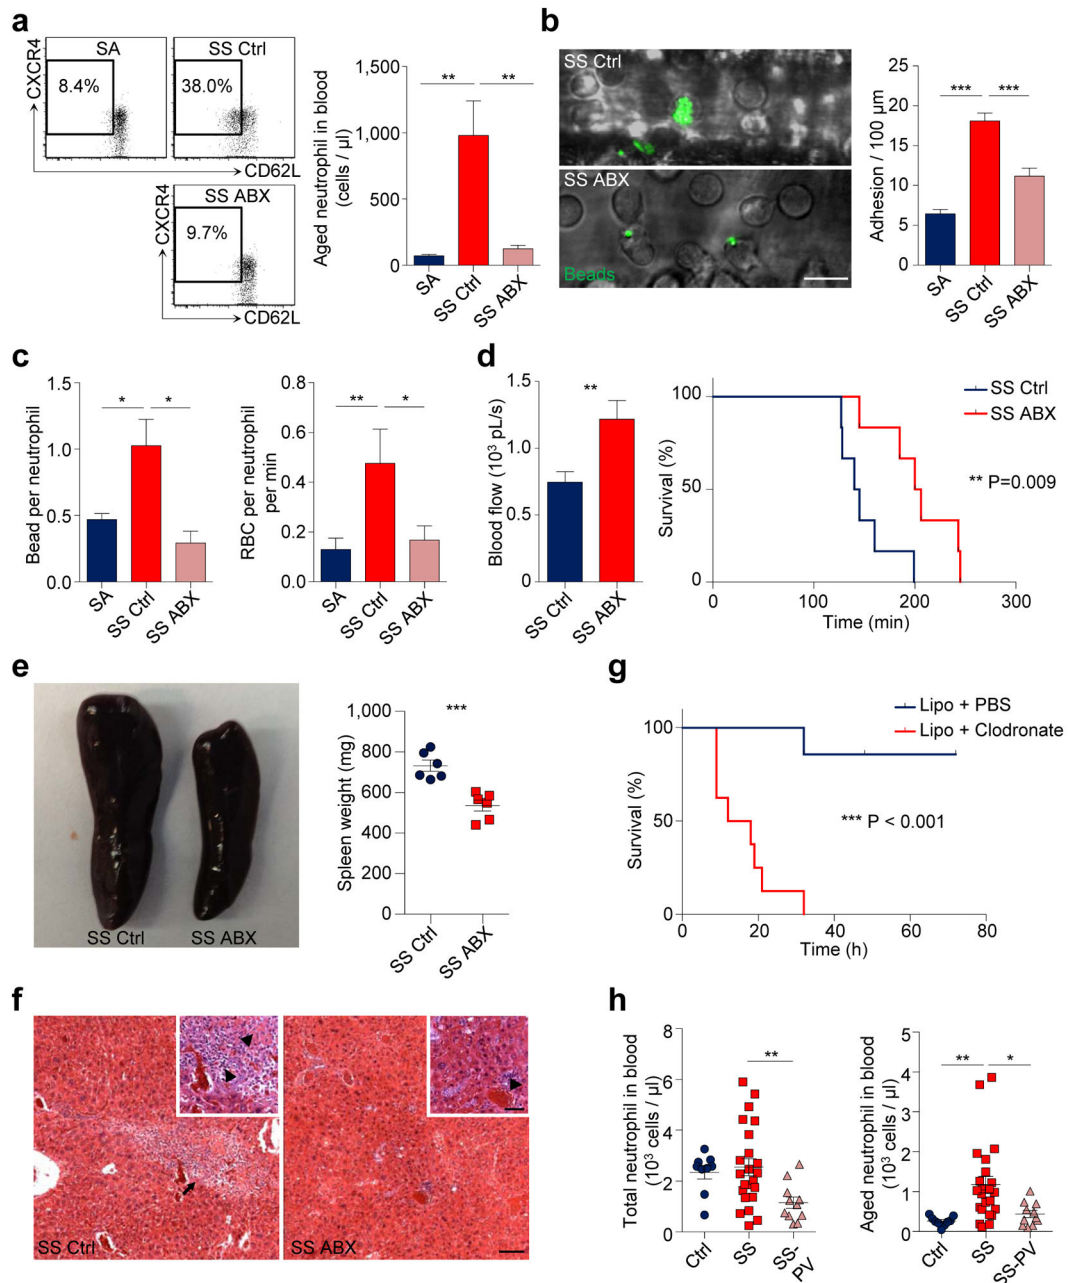 a
SA
SS Ctrl
CXCR4
8.4%
38.0%
CD62L
SS ABX
CXCR4
9.7%
CD62L
Aged neutrophil in blood
(cells / µl)
1,500
1,000
500
0
**
**
SA
SS Ctrl
SS ABX
b
SS Ctrl
SS ABX
Beads
Adhesion / 100 µm
25
20
15
10
5
0
***
***
SA
SS Ctrl
SS ABX
c
Bead per neutrophil
1.5
1.0
0.5
0.0
*
*
SA
SS Ctrl
SS ABX
RBC per neutrophil
per min
0.8
0.6
0.4
0.2
0.0
**
*
SA
SS Ctrl
SS ABX
d
Blood flow (10³ pL/s)
1.5
1.0
0.5
0
**
SS Ctrl
SS ABX
Survival (%)
100
50
0
SS Ctrl
SS ABX
** P=0.009
0
100
200
300
Time (min)
e
SS Ctrl
SS ABX
Spleen weight (mg)
1,000
800
600
400
200
0
***
SS Ctrl
SS ABX
g
Lipo + PBS
Lipo + Clodronate
Survival (%)
100
50
0
*** P < 0.001
0
20
40
60
80
Time (h)
f
SS Ctrl
SS ABX
h
Total neutrophil in blood
(10³ cells / µl)
8
6
4
2
0
**
Ctrl
SS
SS-
PV
Aged neutrophil in blood
(10³ cells / µl)
5
4
3
2
1
0
**
*
Ctrl
SS
SS-PV